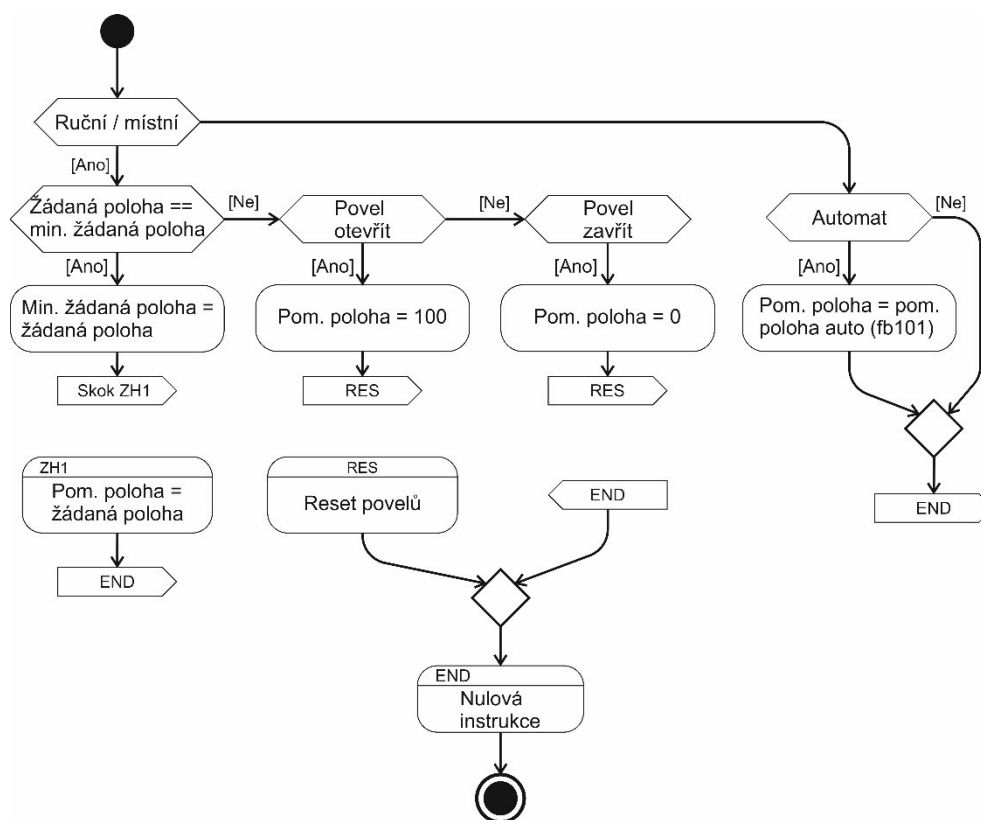 Ruční / místní
[Ano]
Žádaná poloha ==
min. žádaná poloha
[Ne]
Povel
otevřít
[Ne]
Povel
zavřít
Automat
[Ne]
[Ano]
[Ano]
[Ano]
[Ano]
Min. žádaná poloha =
žádaná poloha
Pom. poloha = 100
Pom. poloha = 0
Pom. poloha = pom.
poloha auto (fb101)
Skok ZH1
RES
RES
ZH1
Pom. poloha =
žádaná poloha
RES
Reset povelů
END
END
END
END
Nulová
instrukce